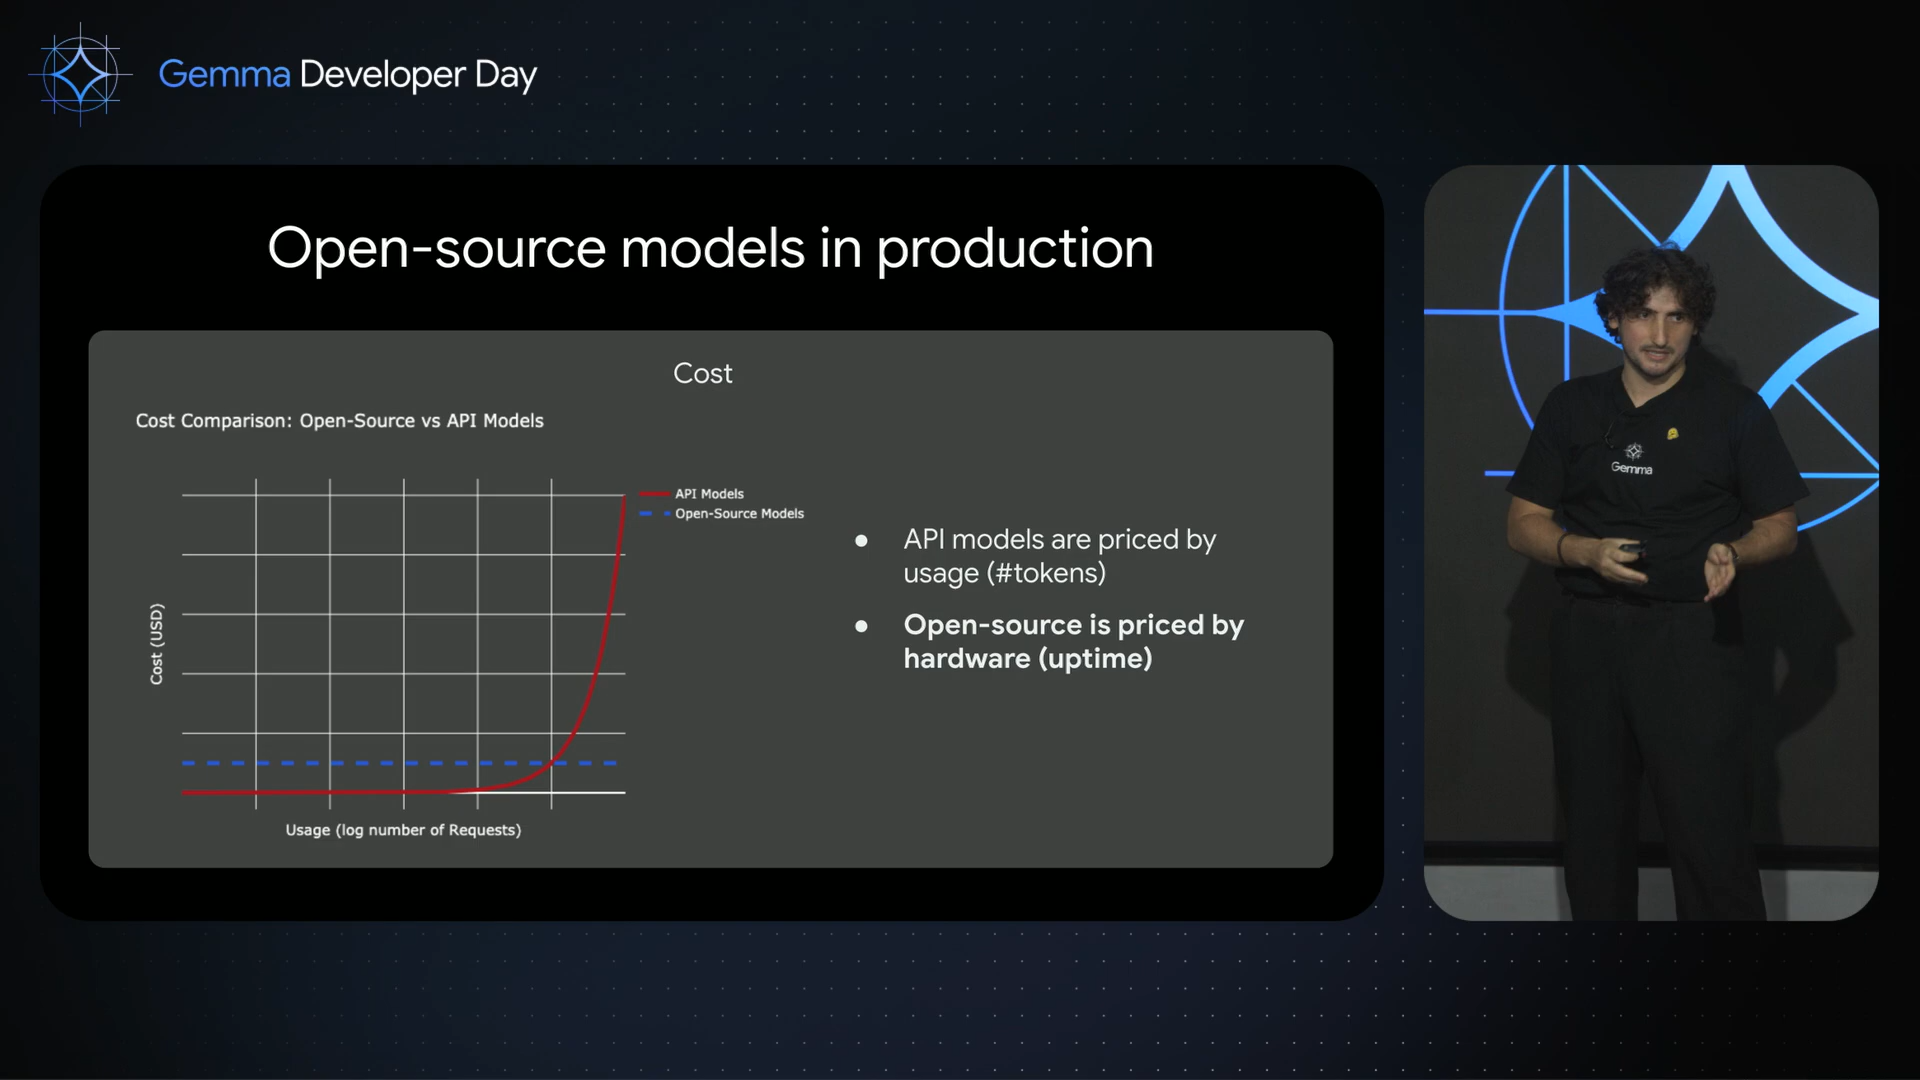 Gemma Developer Day
Open-source models in production
Cost
Cost Comparison: Open-Source vs API Models
API Models
Open-Source Models
Cost (USD)
Usage (log number of Requests)
● API models are priced by
usage (#tokens)
● Open-source is priced by
hardware (uptime)
Gemma